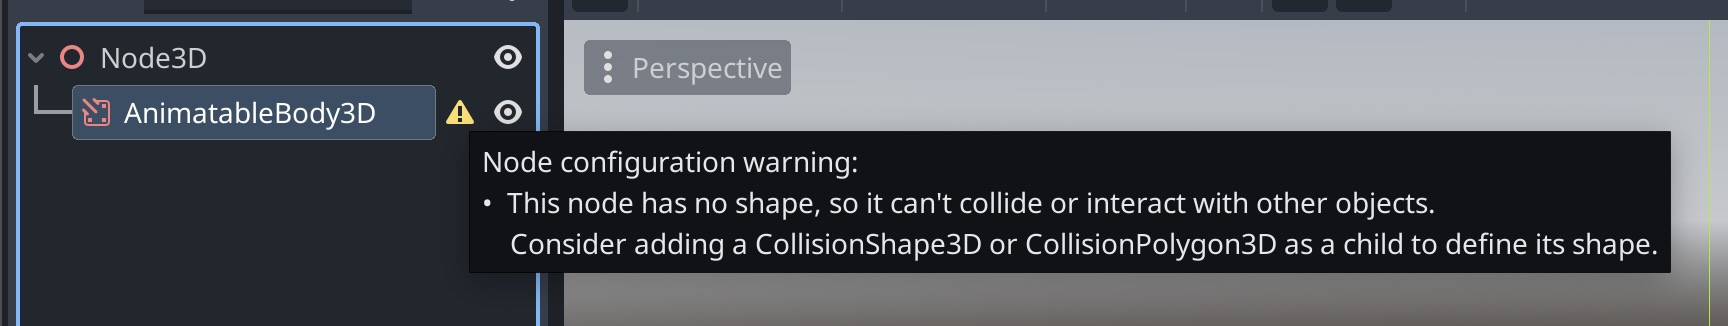 Node3D
Perspective
AnimatableBody3D
Node configuration warning:
• This node has no shape, so it can't collide or interact with other objects.
Consider adding a CollisionShape3D or CollisionPolygon3D as a child to define its shape.